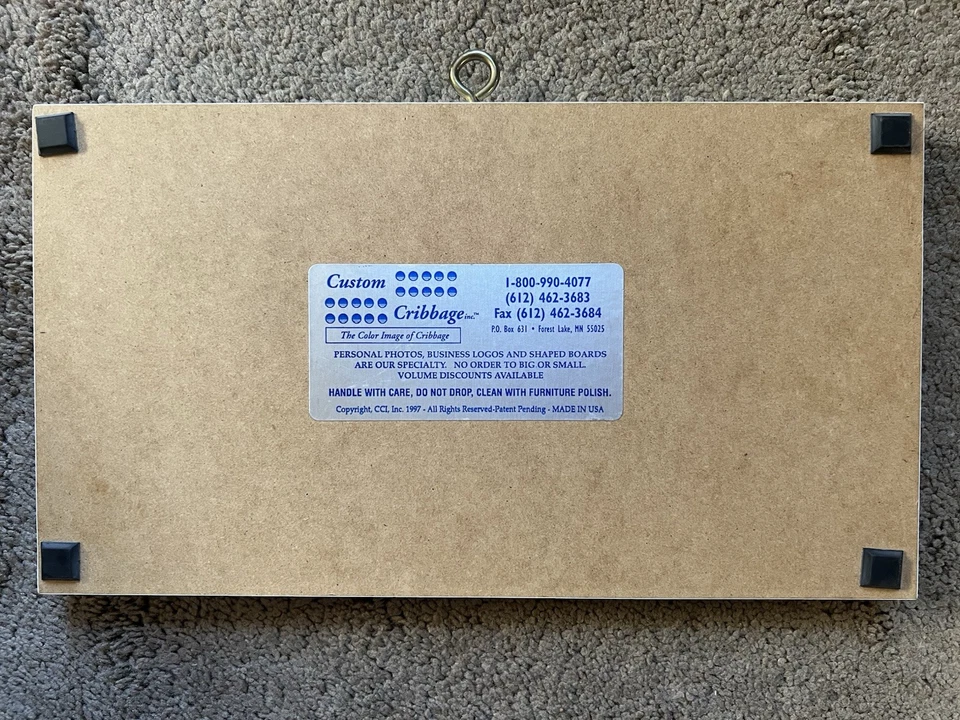 Custom
Cribbage inc.™
The Color Image of Cribbage
1-800-990-4077
(612) 462-3683
Fax (612) 462-3684
P.O. Box 631 • Forest Lake, MN 55025
PERSONAL PHOTOS, BUSINESS LOGOS AND SHAPED BOARDS
ARE OUR SPECIALTY. NO ORDER TO BIG OR SMALL.
VOLUME DISCOUNTS AVAILABLE
HANDLE WITH CARE, DO NOT DROP, CLEAN WITH FURNITURE POLISH.
Copyright, CCI, Inc. 1997 - All Rights Reserved-Patent Pending - MADE IN USA